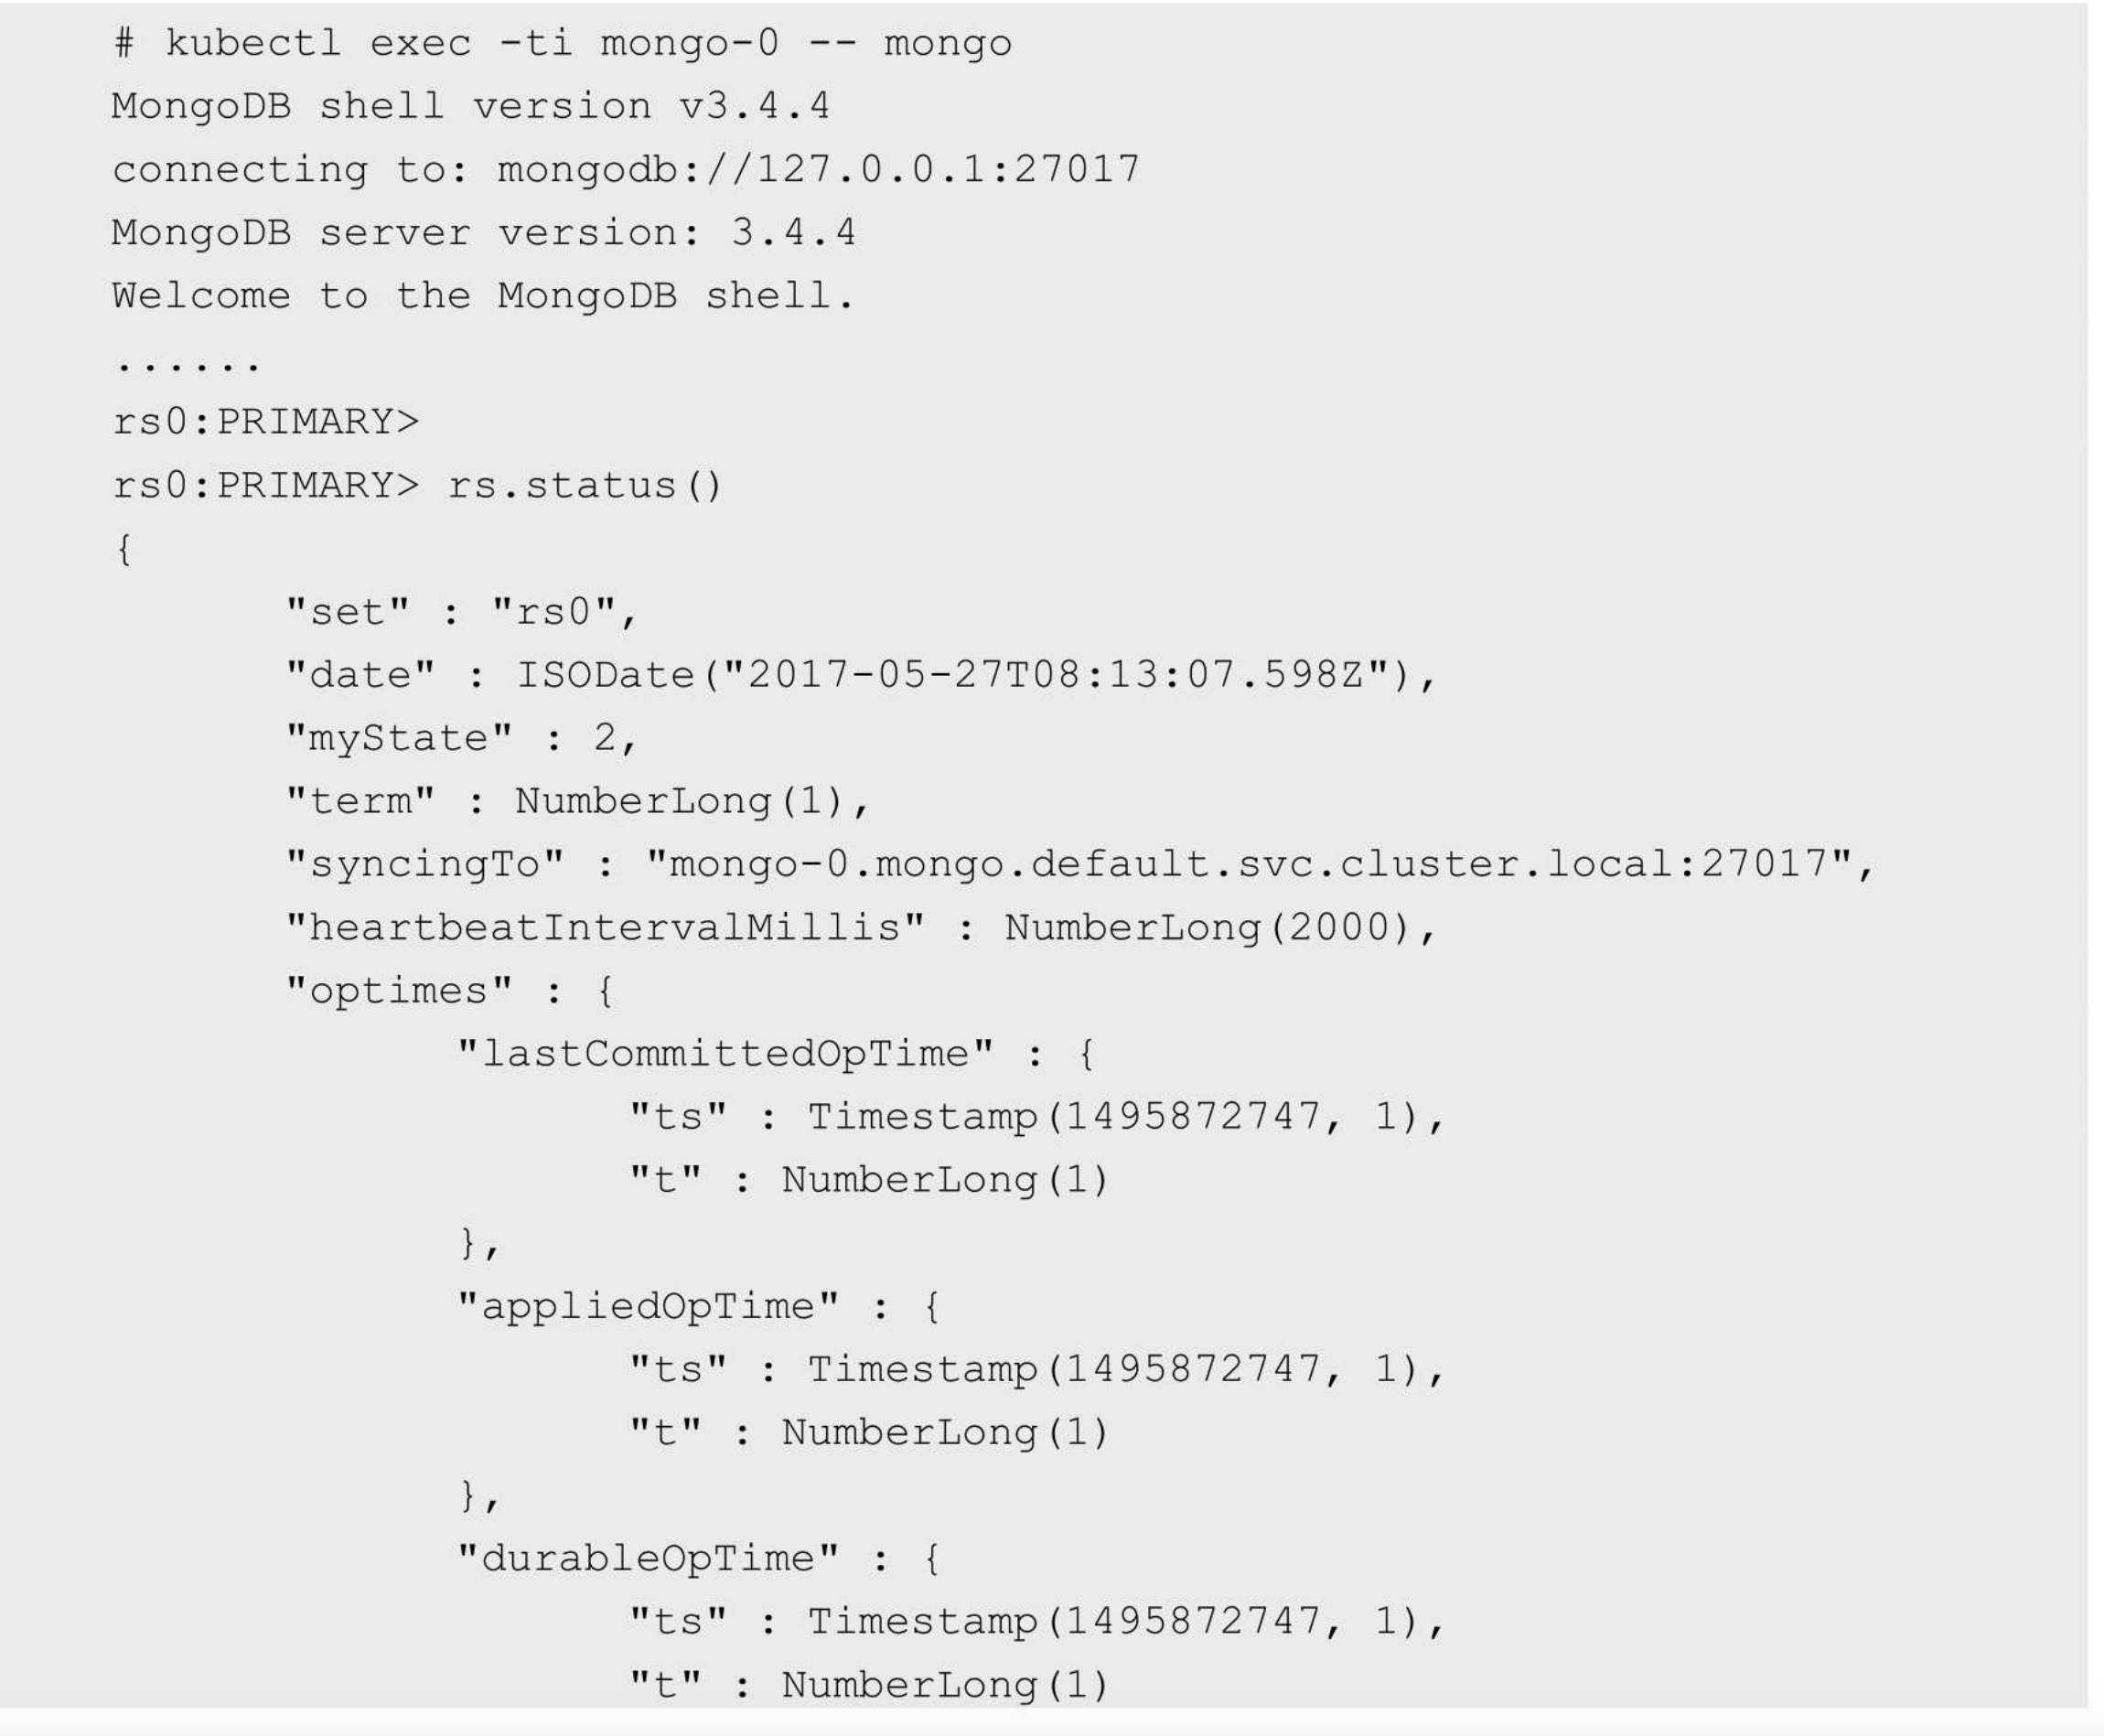 # kubectl exec -ti mongo-0 -- mongo
MongoDB shell version v3.4.4
connecting to: mongodb://127.0.0.1:27017
MongoDB server version: 3.4.4
Welcome to the MongoDB shell.
......
rs0:PRIMARY>
rs0:PRIMARY> rs.status()
{
"set" : "rs0",
"date" : ISODate("2017-05-27T08:13:07.598Z"),
"myState" : 2,
"term" : NumberLong(1),
"syncingTo" : "mongo-0.mongo.default.svc.cluster.local:27017",
"heartbeatIntervalMillis" : NumberLong(2000),
"optimes" : {
"lastCommittedOpTime" : {
"ts" : Timestamp(1495872747, 1),
"t" : NumberLong(1)
},
"appliedOpTime" : {
"ts" : Timestamp(1495872747, 1),
"t" : NumberLong(1)
},
"durableOpTime" : {
"ts" : Timestamp(1495872747, 1),
"t" : NumberLong(1)